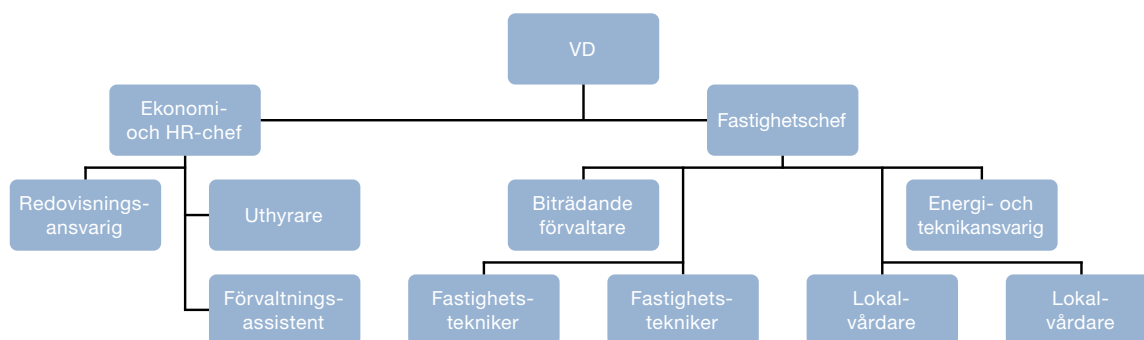 VD
Ekonomi-
och HR-chef
Fastighetschef
Redovisnings-
ansvarig
Uthyrare
Biträdande
förvaltare
Energi- och
teknikansvarig
Förvaltnings-
assistent
Fastighets-
tekniker
Fastighets-
tekniker
Lokal-
vårdare
Lokal-
vårdare